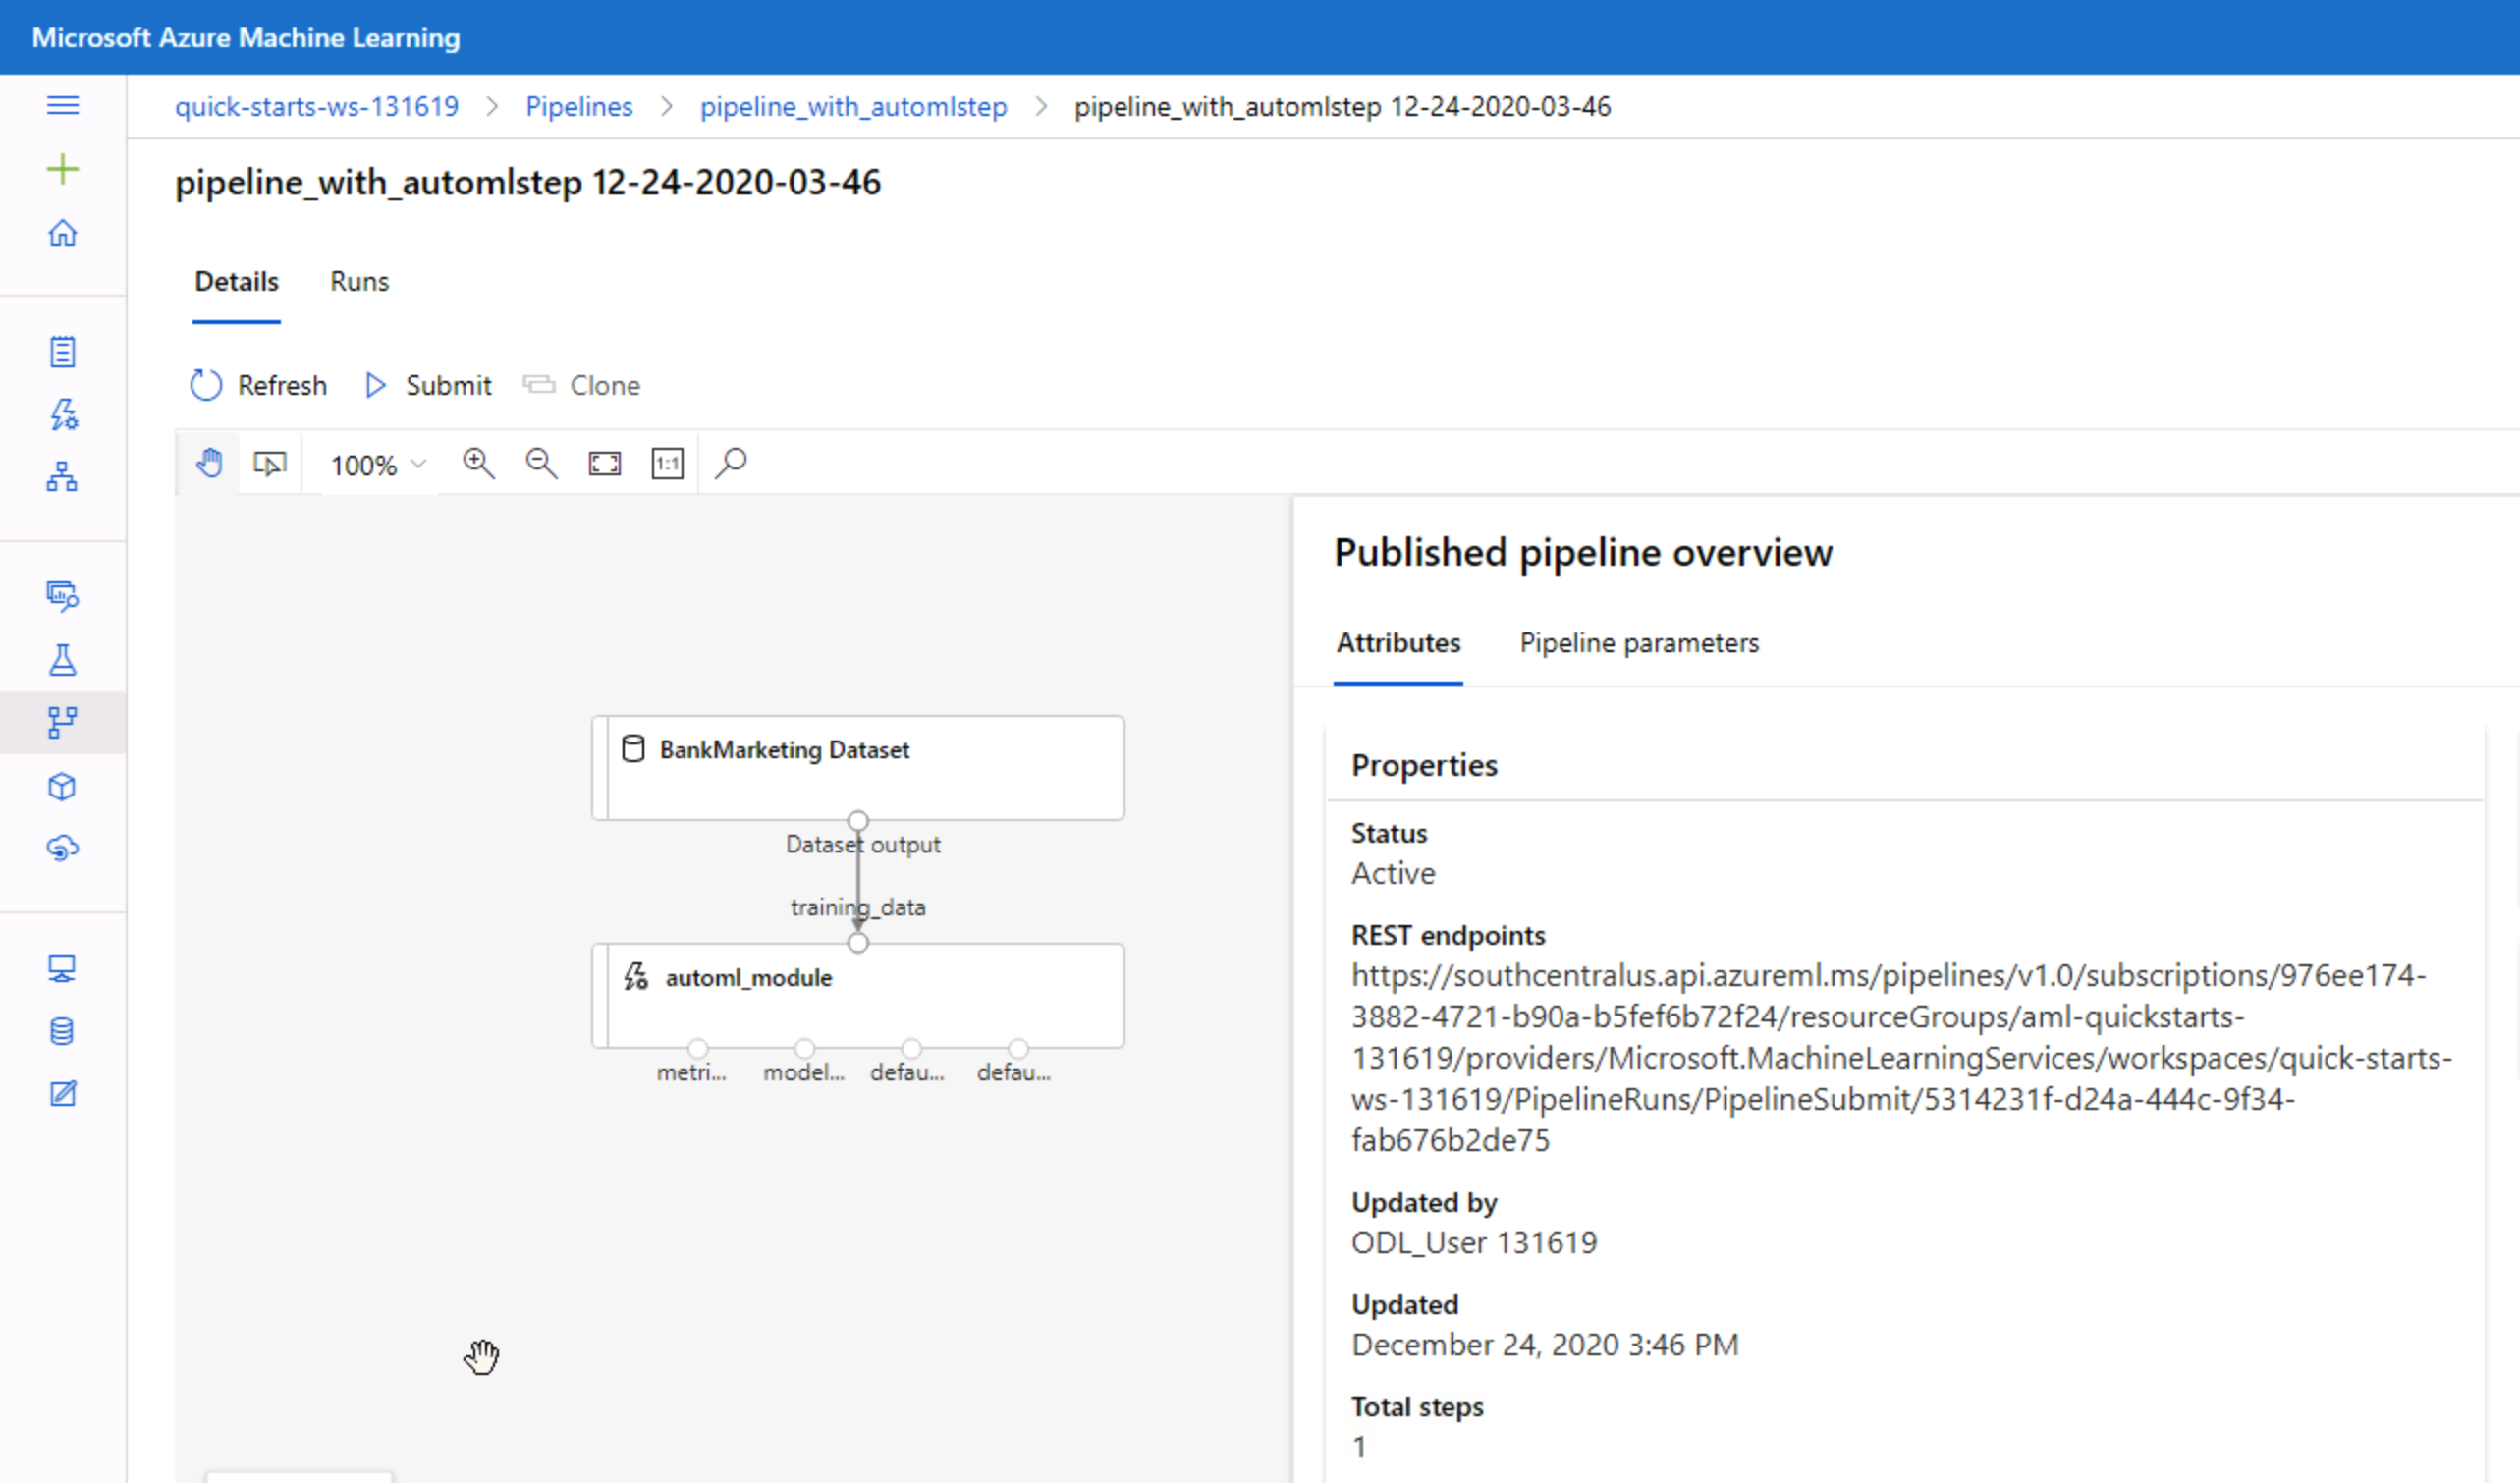 Microsoft Azure Machine Learning
quick-starts-ws-131619 > Pipelines > pipeline_with_automlstep > pipeline_with_automlstep 12-24-2020-03-46
pipeline_with_automlstep 12-24-2020-03-46
Details Runs
Refresh Submit Clone
100% 1:1
BankMarketing Dataset
Dataset output
training_data
automl_module
metri... model... defau... defau...
Published pipeline overview
Attributes Pipeline parameters
Properties
Status
Active
REST endpoints
https://southcentralus.api.azureml.ms/pipelines/v1.0/subscriptions/976ee174-
3882-4721-b90a-b5fef6b72f24/resourceGroups/aml-quickstarts-
131619/providers/Microsoft.MachineLearningServices/workspaces/quick-starts-
ws-131619/PipelineRuns/PipelineSubmit/5314231f-d24a-444c-9f34-
fab676b2de75
Updated by
ODL_User 131619
Updated
December 24, 2020 3:46 PM
Total steps
1